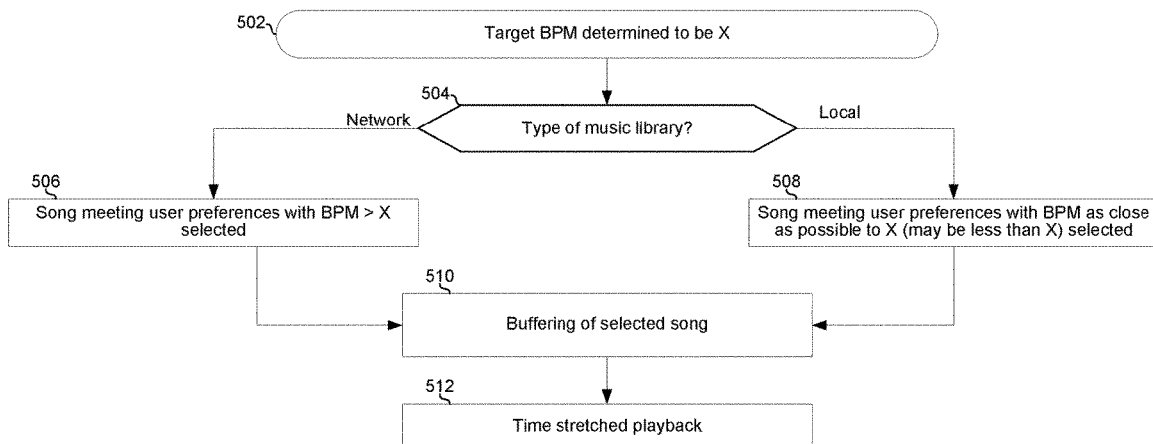 502
Target BPM determined to be X
504
Network
Type of music library?
Local
506
Song meeting user preferences with BPM > X
selected
508
Song meeting user preferences with BPM as close
as possible to X (may be less than X) selected
510
Buffering of selected song
512
Time stretched playback